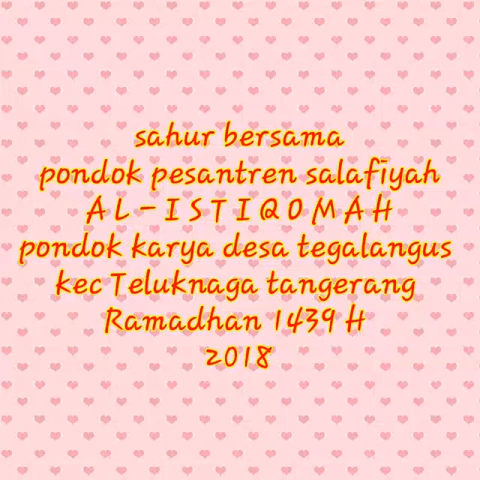 sahur bersama
pondok pesantren salafiyah
A L - I S T I Q O M A H
pondok karya desa tegalangus
kec Teluknaga tangerang
Ramadhan 1439 H
2018